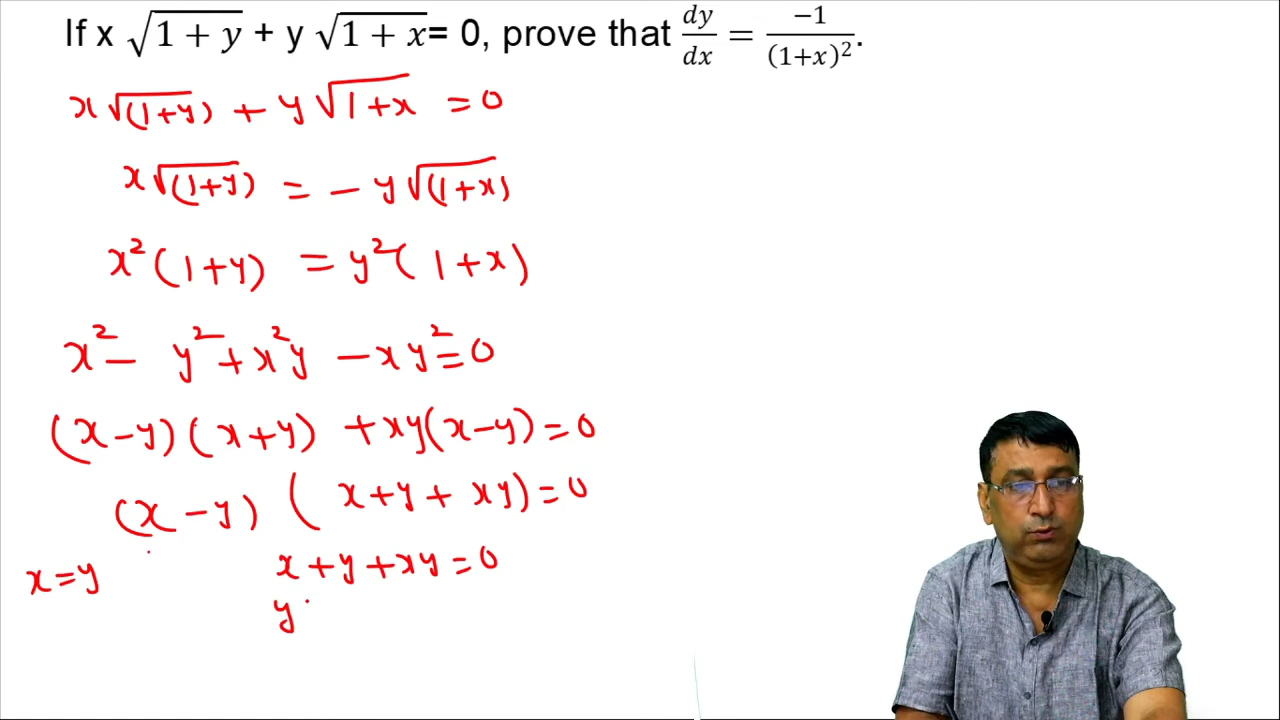 If x √(1 + y) + y √(1 + x)= 0, prove that dy/dx = −1/(1+x)².
x√(1+y) + y√1+x = 0
x√(1+y) = − y√(1+x)
x²(1+y) = y²(1+x)
x² − y² + x²y − xy² = 0
(x−y)(x+y) + xy(x−y) = 0
(x−y) (x+y+xy) = 0
x=y x+y+xy=0
y